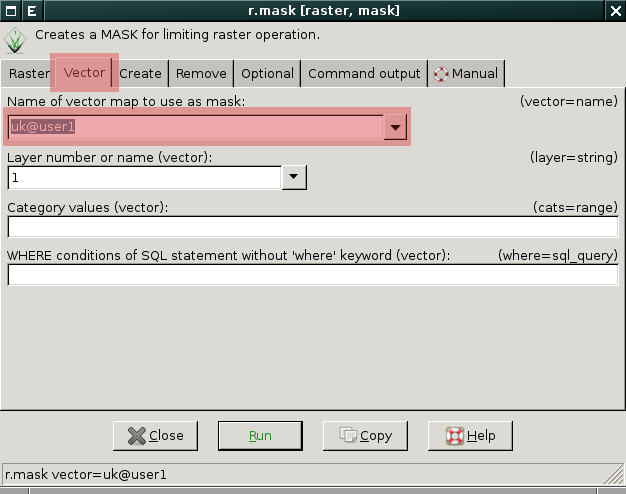 E r.mask [raster, mask]
Creates a MASK for limiting raster operation.
Raster Vector Create Remove Optional Command output Manual
Name of vector map to use as mask: (vector=name)
uk@user1
Layer number or name (vector): (layer=string)
1
Category values (vector): (cats=range)
WHERE conditions of SQL statement without 'where' keyword (vector): (where=sql_query)
Close Run Copy Help
r.mask vector=uk@user1